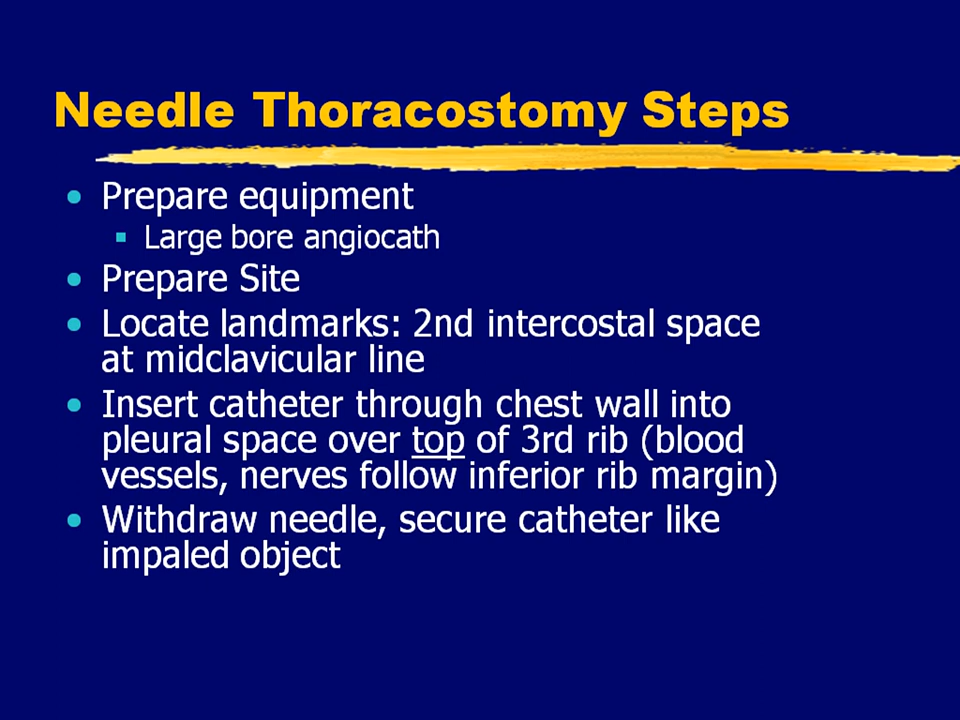 Needle Thoracostomy Steps
Prepare equipment
Large bore angiocath
Prepare Site
Locate landmarks: 2nd intercostal space
at midclavicular line
Insert catheter through chest wall into
pleural space over top of 3rd rib (blood
vessels, nerves follow inferior rib margin)
Withdraw needle, secure catheter like
impaled object